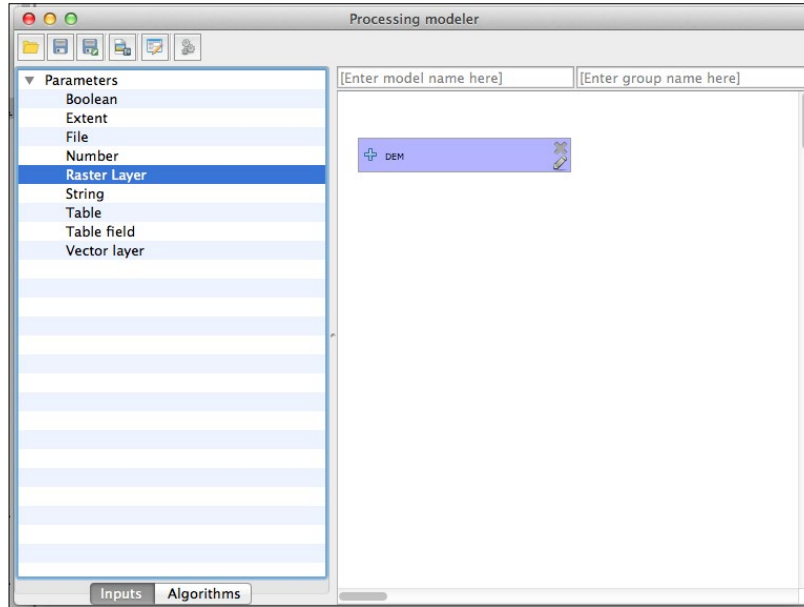 Processing modeler
Parameters
Boolean
Extent
File
Number
Raster Layer
String
Table
Table field
Vector layer
[Enter model name here] [Enter group name here]
DEM
Inputs Algorithms